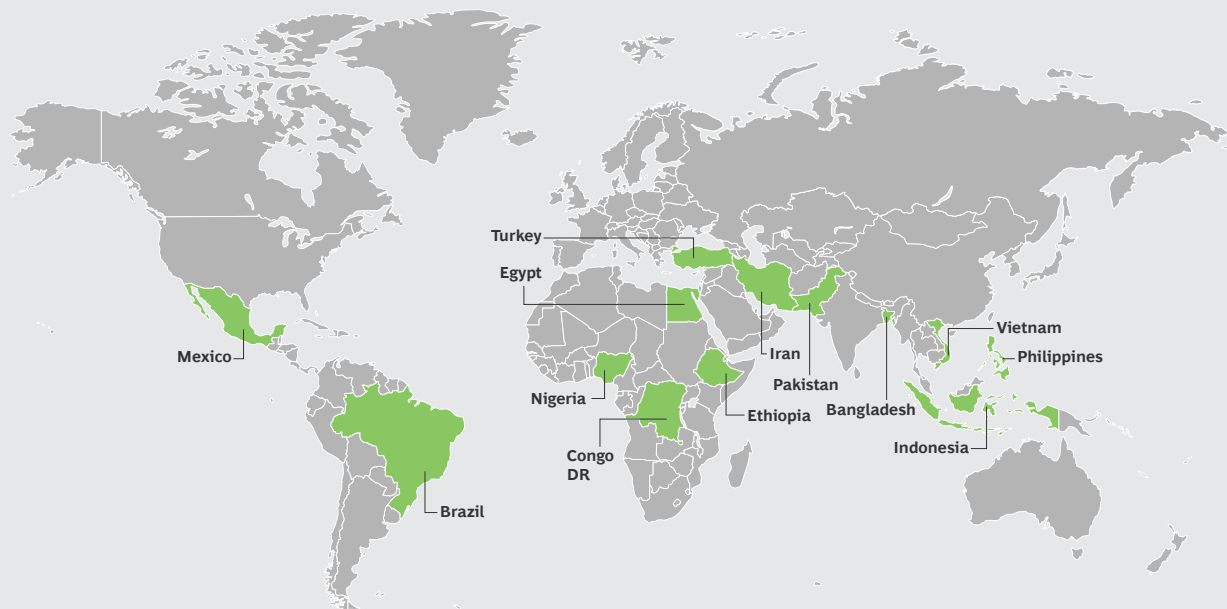 Turkey
Egypt
Vietnam
Mexico
Iran
Philippines
Pakistan
Nigeria
Bangladesh
Ethiopia
Indonesia
Congo
DR
Brazil